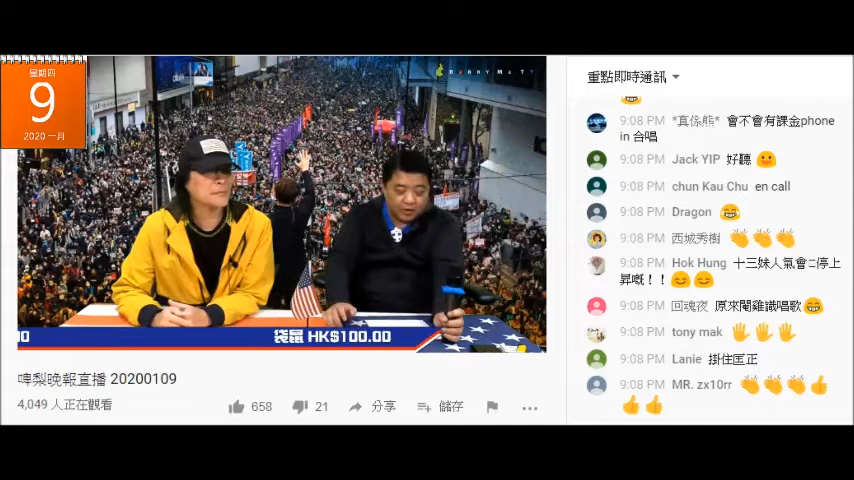 星期四
9
2020 一月
BUNNYMATT
袋鼠 HK$100.00
啤梨晚報直播 20200109
4,049 人正在觀看
658
21
分享
儲存
重點即時通訊
9:08 PM *真係熊* 會不會有課金phone
in 合唱
9:08 PM Jack YIP 好聽
9:08 PM chun Kau Chu en call
9:08 PM Dragon
9:08 PM 西城秀樹
9:08 PM Hok Hung 十三妹人氣會□停上
昇嘅！！
9:08 PM 回魂夜 原來閹雞識唱歌
9:08 PM tony mak
9:08 PM Lanie 掛住匡正
9:08 PM MR. zx10rr